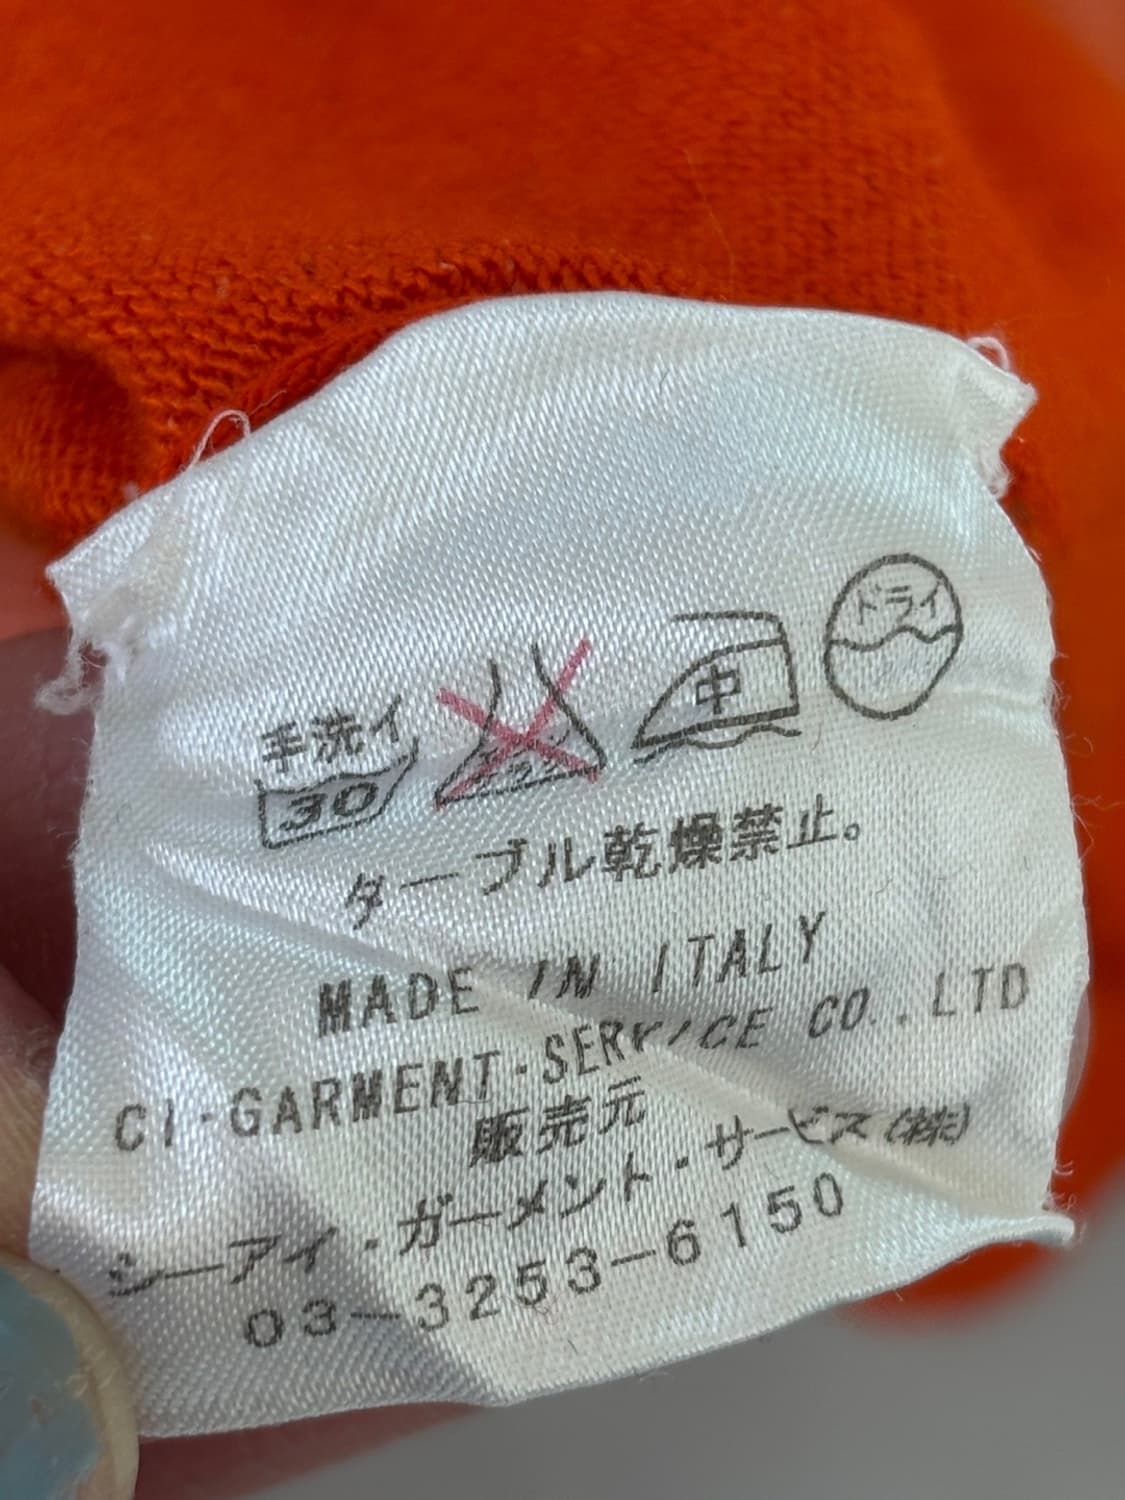 手洗イ 中 ドライ
30
タンブル乾燥禁止。
MADE IN ITALY
CI・GARMENT・SERVICE CO.,LTD
販売元
シーアイ・ガーメント・サービス(株)
03-3253-6150